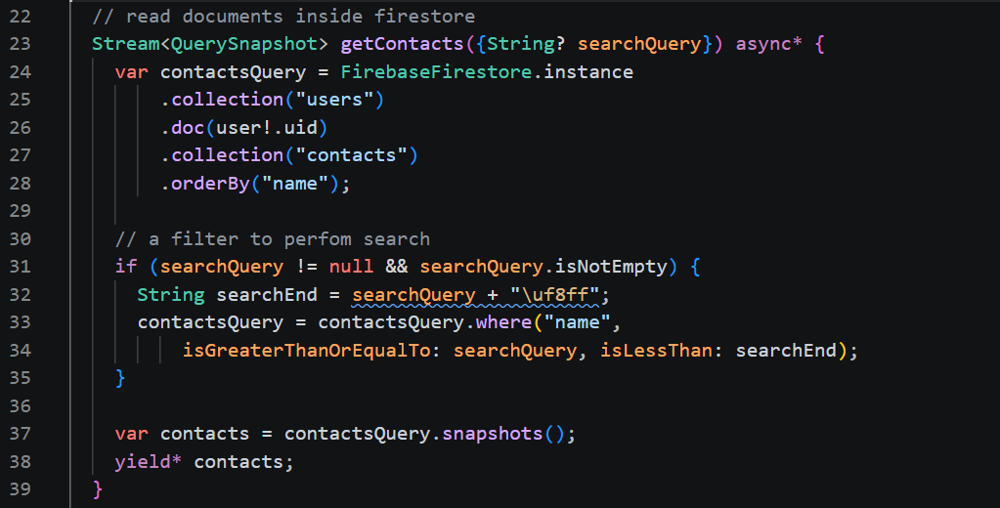 22 // read documents inside firestore
23 Stream<QuerySnapshot> getContacts({String? searchQuery}) async* {
24 var contactsQuery = FirebaseFirestore.instance
25 .collection("users")
26 .doc(user!.uid)
27 .collection("contacts")
28 .orderBy("name");
29
30 // a filter to perfom search
31 if (searchQuery != null && searchQuery.isNotEmpty) {
32 String searchEnd = searchQuery + "\uf8ff";
33 contactsQuery = contactsQuery.where("name",
34 isGreaterThanOrEqualTo: searchQuery, isLessThan: searchEnd);
35 }
36
37 var contacts = contactsQuery.snapshots();
38 yield* contacts;
39 }